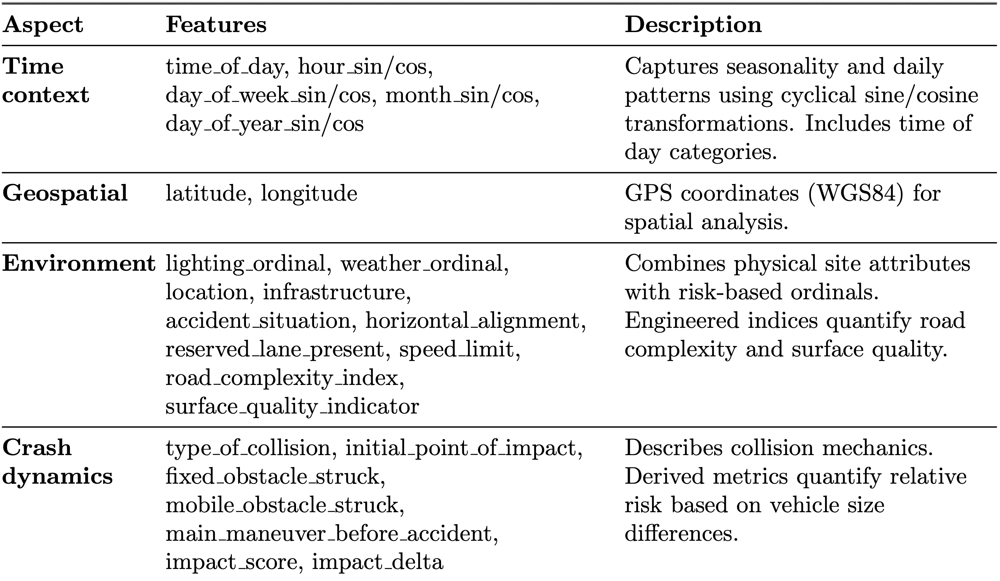 Aspect Features Description
Time time_of_day, hour_sin/cos, Captures seasonality and daily
context day_of_week_sin/cos, month_sin/cos, patterns using cyclical sine/cosine
day_of_year_sin/cos transformations. Includes time of
day categories.
Geospatial latitude, longitude GPS coordinates (WGS84) for
spatial analysis.
Environment lighting_ordinal, weather_ordinal, Combines physical site attributes
location, infrastructure, with risk-based ordinals.
accident_situation, horizontal_alignment, Engineered indices quantify road
reserved_lane_present, speed_limit, complexity and surface quality.
road_complexity_index,
surface_quality_indicator
Crash type_of_collision, initial_point_of_impact, Describes collision mechanics.
dynamics fixed_obstacle_struck, Derived metrics quantify relative
mobile_obstacle_struck, risk based on vehicle size
main_maneuver_before_accident, differences.
impact_score, impact_delta